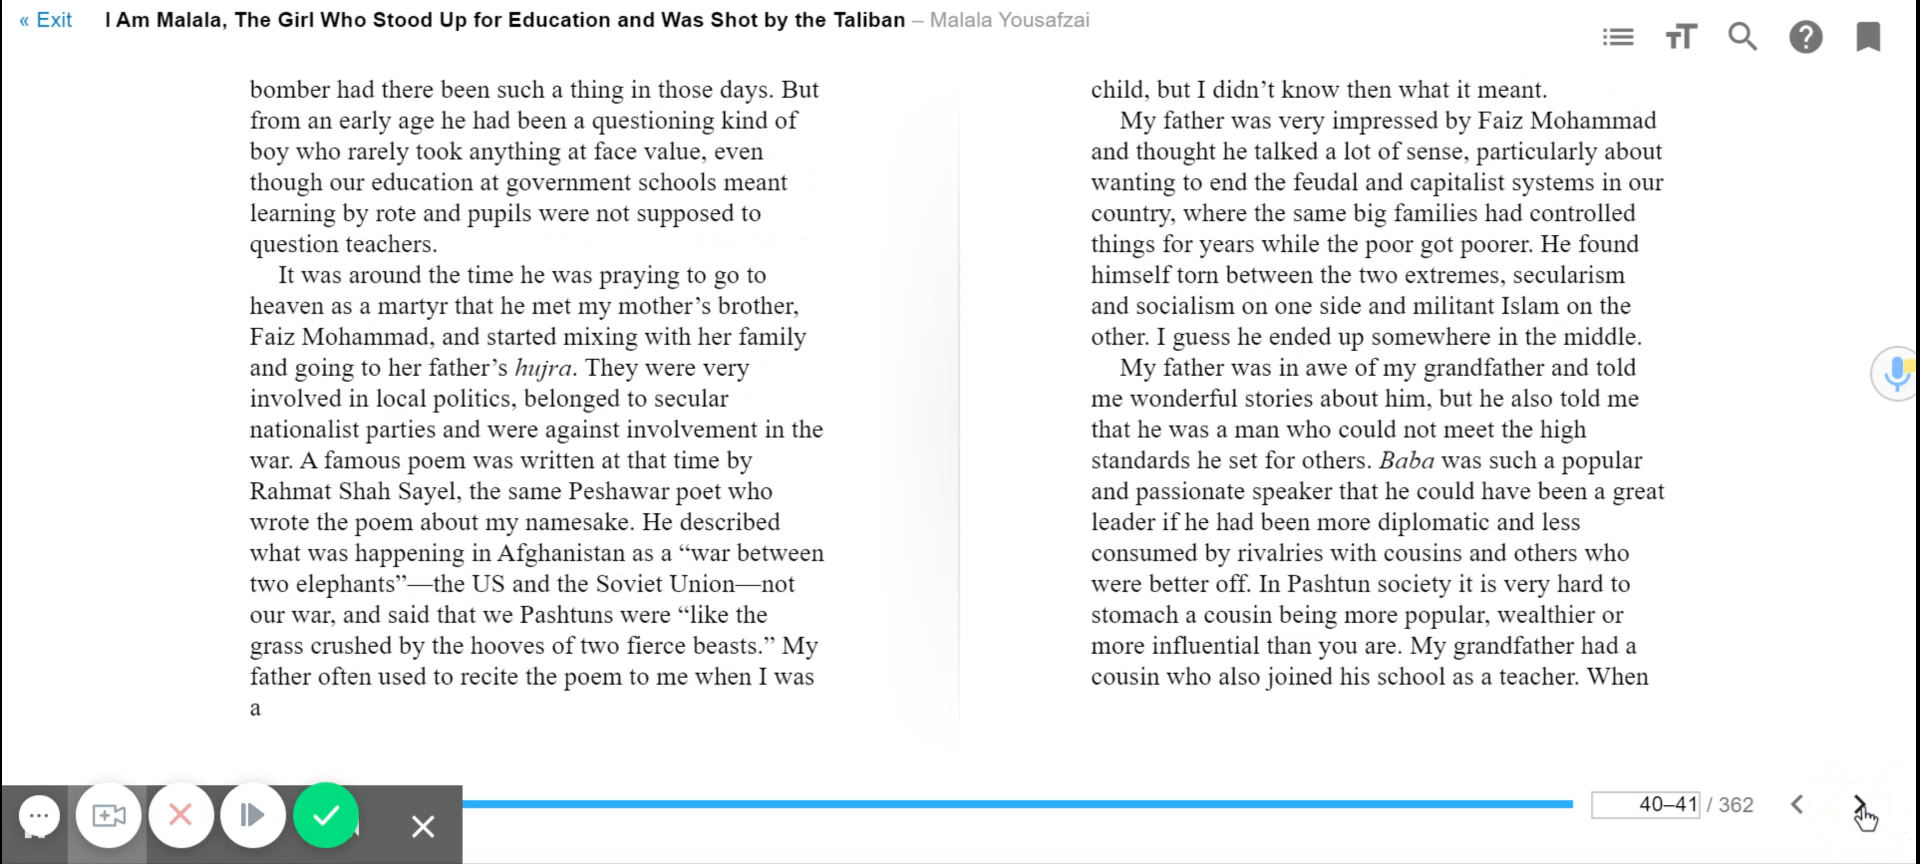 « Exit I Am Malala, The Girl Who Stood Up for Education and Was Shot by the Taliban – Malala Yousafzai
bomber had there been such a thing in those days. But
from an early age he had been a questioning kind of
boy who rarely took anything at face value, even
though our education at government schools meant
learning by rote and pupils were not supposed to
question teachers.
It was around the time he was praying to go to
heaven as a martyr that he met my mother’s brother,
Faiz Mohammad, and started mixing with her family
and going to her father’s hujra. They were very
involved in local politics, belonged to secular
nationalist parties and were against involvement in the
war. A famous poem was written at that time by
Rahmat Shah Sayel, the same Peshawar poet who
wrote the poem about my namesake. He described
what was happening in Afghanistan as a “war between
two elephants”—the US and the Soviet Union—not
our war, and said that we Pashtuns were “like the
grass crushed by the hooves of two fierce beasts.” My
father often used to recite the poem to me when I was
a
child, but I didn’t know then what it meant.
My father was very impressed by Faiz Mohammad
and thought he talked a lot of sense, particularly about
wanting to end the feudal and capitalist systems in our
country, where the same big families had controlled
things for years while the poor got poorer. He found
himself torn between the two extremes, secularism
and socialism on one side and militant Islam on the
other. I guess he ended up somewhere in the middle.
My father was in awe of my grandfather and told
me wonderful stories about him, but he also told me
that he was a man who could not meet the high
standards he set for others. Baba was such a popular
and passionate speaker that he could have been a great
leader if he had been more diplomatic and less
consumed by rivalries with cousins and others who
were better off. In Pashtun society it is very hard to
stomach a cousin being more popular, wealthier or
more influential than you are. My grandfather had a
cousin who also joined his school as a teacher. When
40–41 / 362